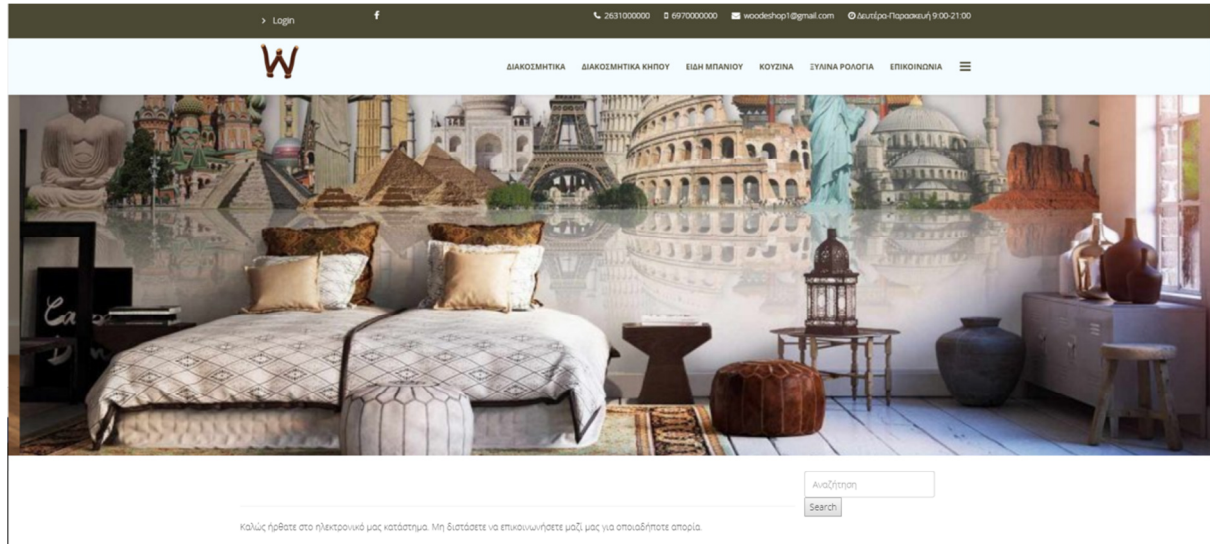 Login
2631000000 6970000000 woodeshop1@gmail.com Δευτέρα-Παρασκευή 9:00-21:00
W
ΔΙΑΚΟΣΜΗΤΙΚΑ ΔΙΑΚΟΣΜΗΤΙΚΑ ΚΗΠΟΥ ΕΙΔΗ ΜΠΑΝΙΟΥ ΚΟΥΖΙΝΑ ΞΥΛΙΝΑ ΡΟΛΟΓΙΑ ΕΠΙΚΟΙΝΩΝΙΑ
Αναζήτηση
Search
Καλώς ήρθατε στο ηλεκτρονικό μας κατάστημα. Μη διστάσετε να επικοινωνήσετε μαζί μας για οποιαδήποτε απορία.